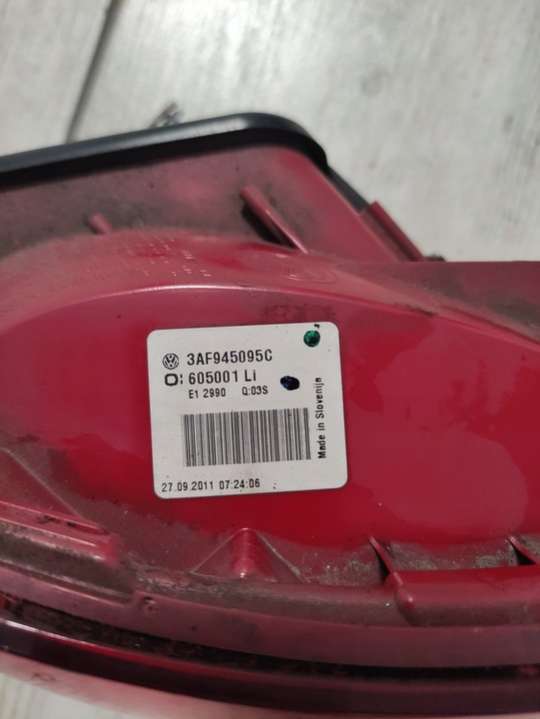 3AF945095C
O: 605001 Li
E1 2990 Q:03S
Made in Slovenija
27.09.2011 07:24:06